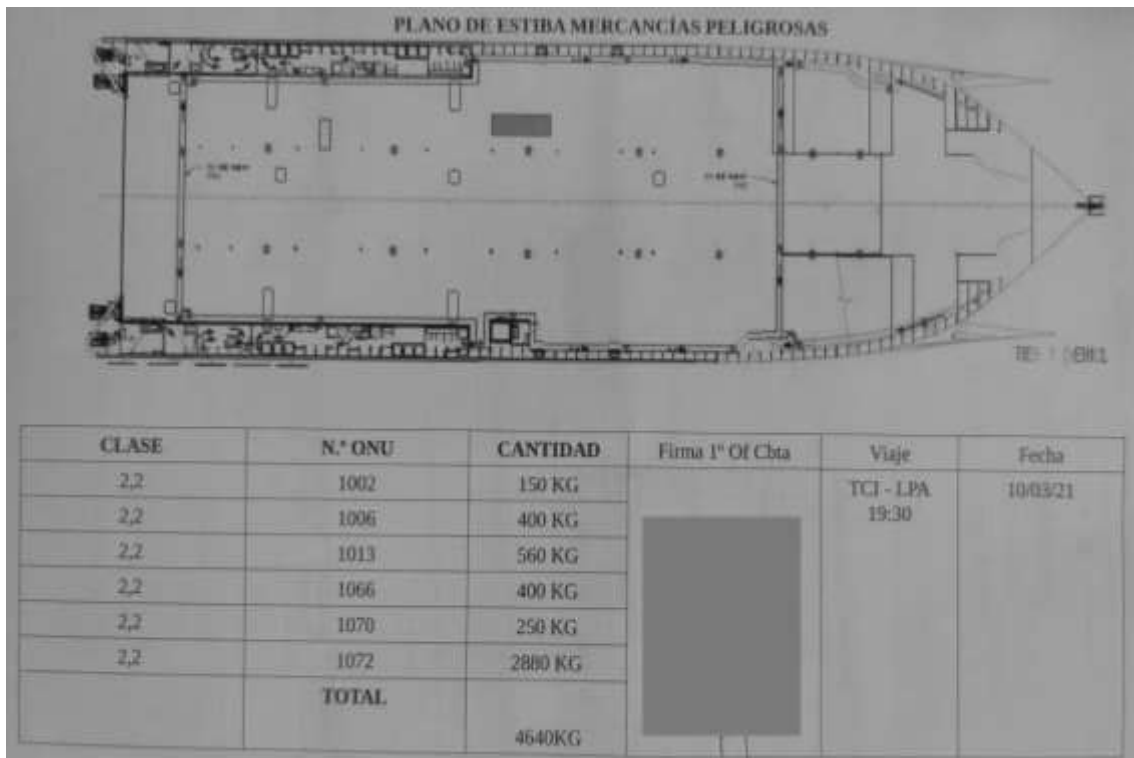 PLANO DE ESTIBA MERCANCÍAS PELIGROSAS
CLASE N.º ONU CANTIDAD Firma 1º Of Cbta Viaje Fecha
2,2 1002 150 KG TCI - LPA 10/03/21
19:30
2,2 1006 400 KG
2,2 1013 560 KG
2,2 1066 400 KG
2,2 1070 250 KG
2,2 1072 2880 KG
TOTAL
4640KG